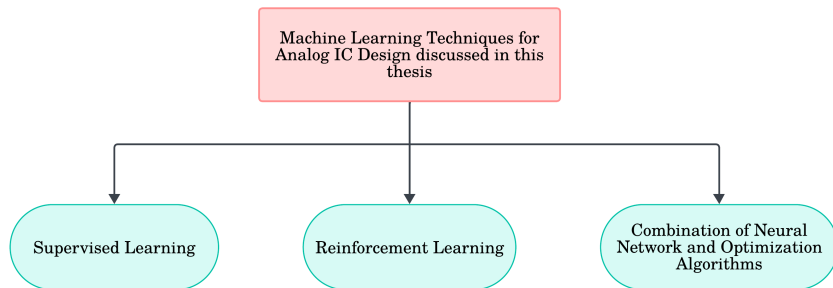 Machine Learning Techniques for
Analog IC Design discussed in this
thesis
Supervised Learning
Reinforcement Learning
Combination of Neural
Network and Optimization
Algorithms